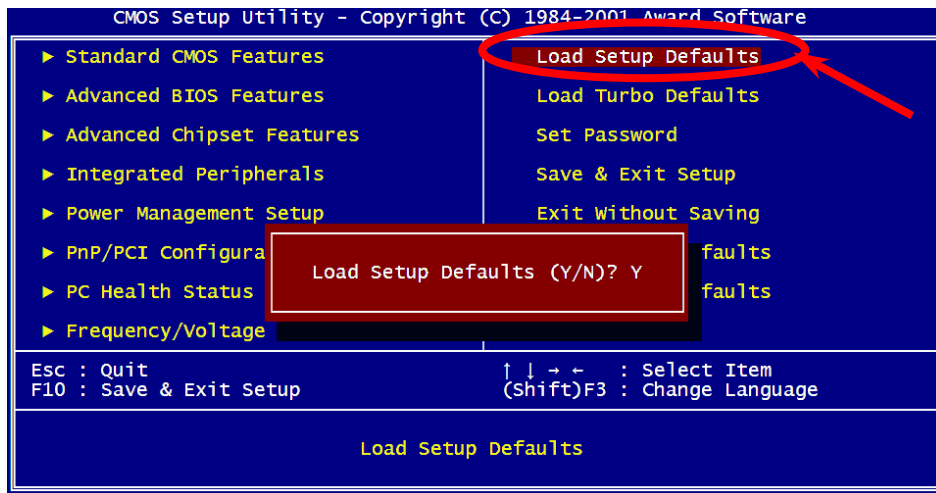 CMOS Setup Utility - Copyright (C) 1984-2001 Award Software
► Standard CMOS Features
► Advanced BIOS Features
► Advanced Chipset Features
► Integrated Peripherals
► Power Management Setup
► PnP/PCI Configura
► PC Health Status
► Frequency/Voltage
Load Setup Defaults
Load Turbo Defaults
Set Password
Save & Exit Setup
Exit Without Saving
faults
faults
Load Setup Defaults (Y/N)? Y
Esc : Quit
F10 : Save & Exit Setup
↑ ↓ → ← : Select Item
(Shift)F3 : Change Language
Load Setup Defaults